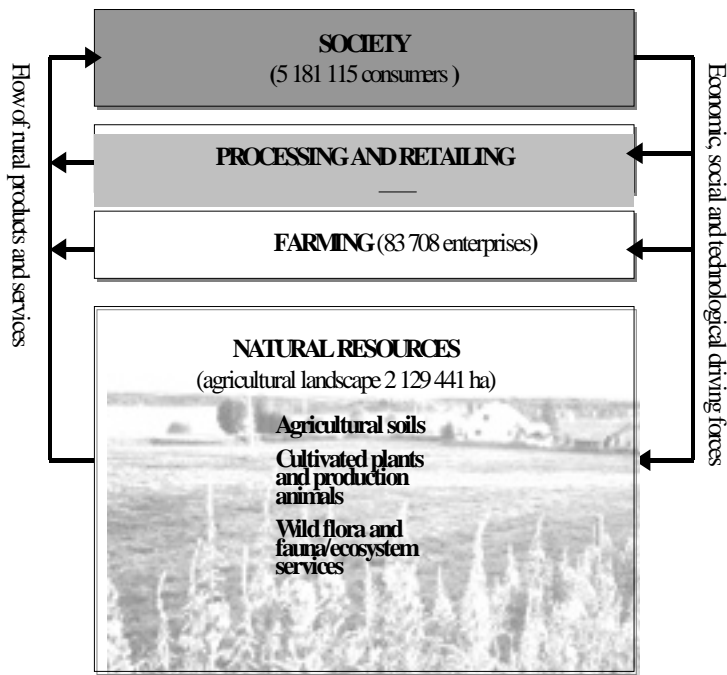 SOCIETY
(5 181 115 consumers )
PROCESSING AND RETAILING
FARMING (83 708 enterprises)
NATURAL RESOURCES
(agricultural landscape 2 129 441 ha)
Agricultural soils
Cultivated plants
and production
animals
Wild flora and
fauna/ecosystem
services
Flow of rural products and services
Economic, social and technological driving forces